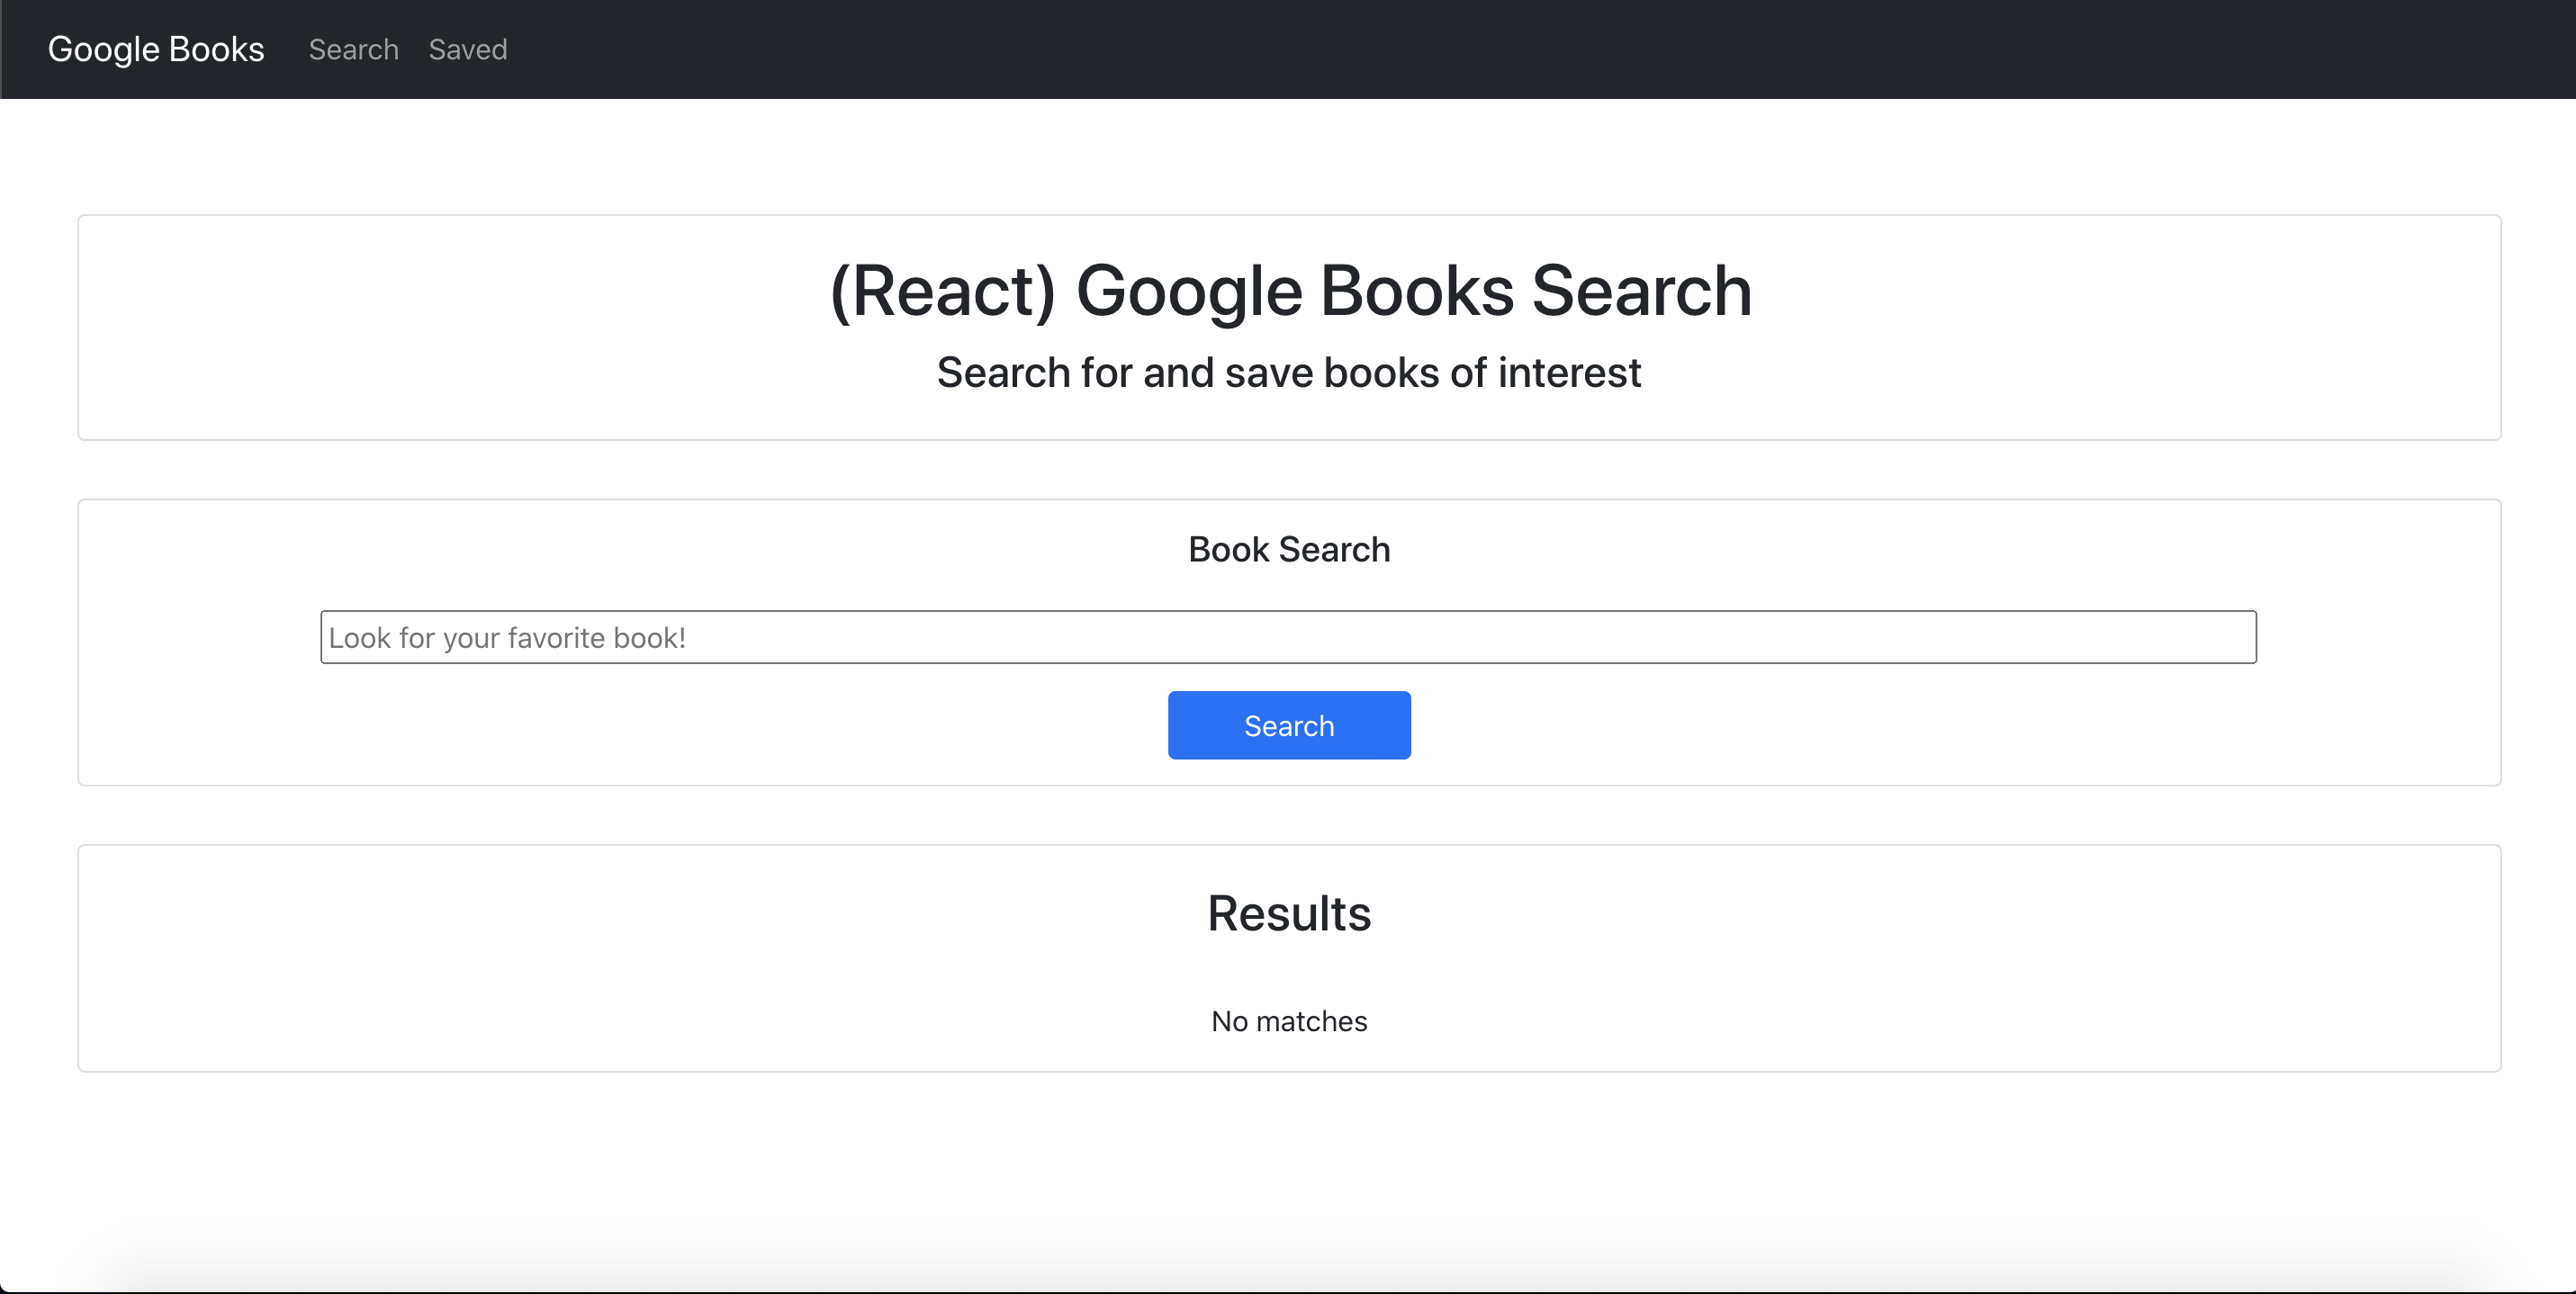 Google Books Search Saved
(React) Google Books Search
Search for and save books of interest
Book Search
Look for your favorite book!
Search
Results
No matches